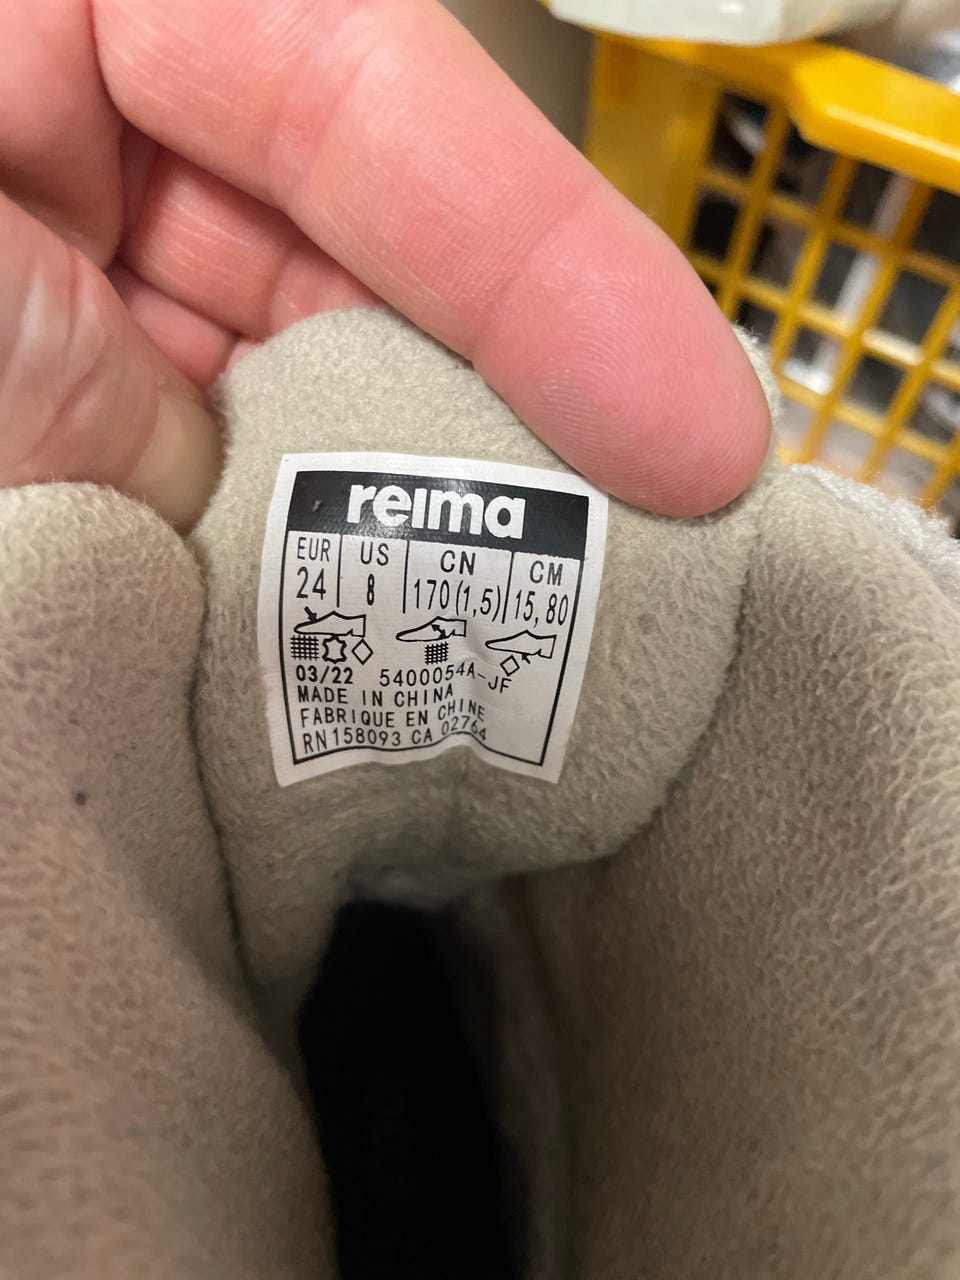 reima
EUR US CN CM
24 8 170(1,5) 15,80
03/22 5400054A-JF
MADE IN CHINA
FABRIQUE EN CHINE
RN158093 CA 02764